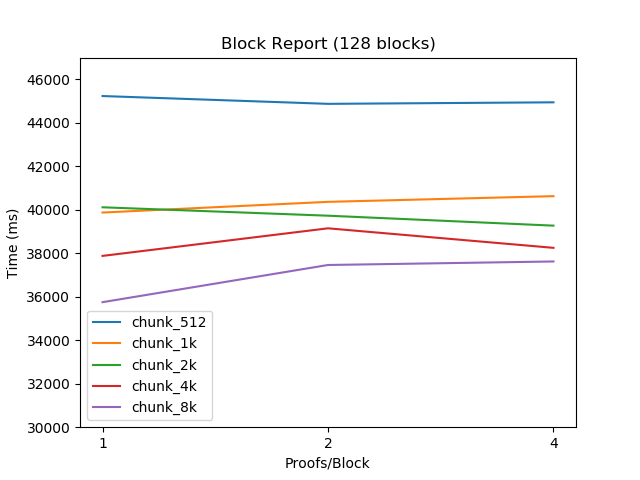 Block Report (128 blocks)
Time (ms)
46000
44000
42000
40000
38000
36000
34000
32000
30000
chunk_512
chunk_1k
chunk_2k
chunk_4k
chunk_8k
1 2 4
Proofs/Block